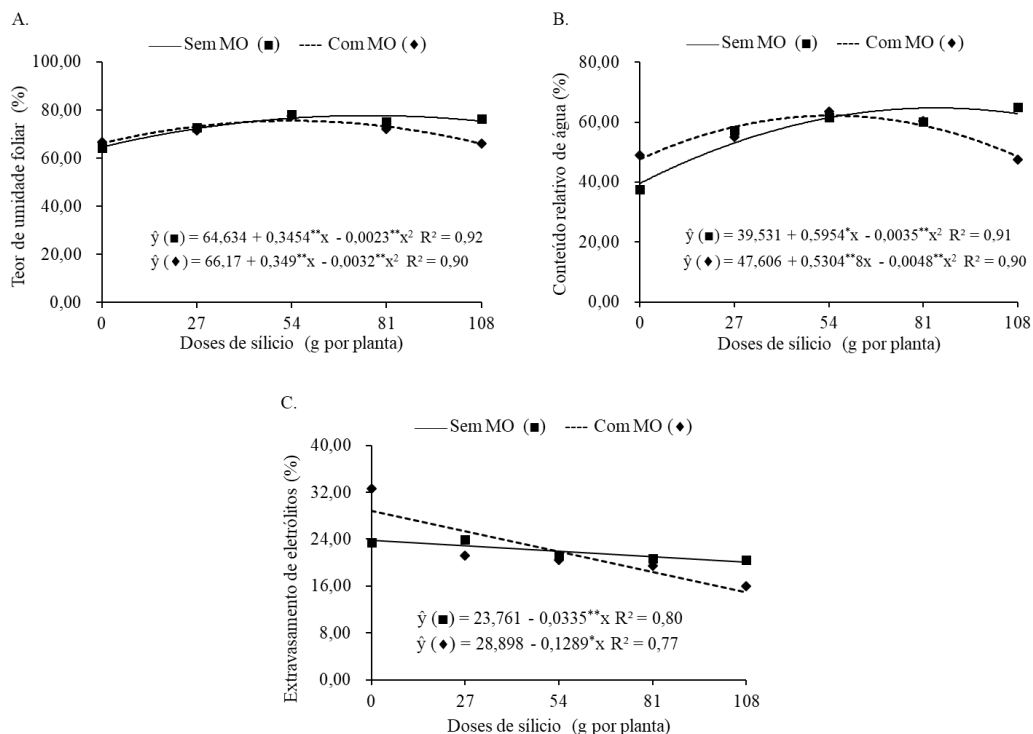 A.
Sem MO (■) Com MO (♦)
100,00
80,00
60,00
40,00
20,00
0,00
Teor de umidade foliar (%)
ŷ (■) = 64,634 + 0,3454**x - 0,0023**x² R² = 0,92
ŷ (♦) = 66,17 + 0,349**x - 0,0032**x² R² = 0,90
0 27 54 81 108
Doses de silício (g por planta)
B.
Sem MO (■) Com MO (♦)
80,00
60,00
40,00
20,00
0,00
Conteúdo relativo de água (%)
ŷ (■) = 39,531 + 0,5954*x - 0,0035**x² R² = 0,91
ŷ (♦) = 47,606 + 0,5304**8x - 0,0048**x² R² = 0,90
0 27 54 81 108
Doses de silício (g por planta)
C.
Sem MO (■) Com MO (♦)
40,00
32,00
24,00
16,00
8,00
0,00
Extravasamento de eletrólitos (%)
ŷ (■) = 23,761 - 0,0335**x R² = 0,80
ŷ (♦) = 28,898 - 0,1289*x R² = 0,77
0 27 54 81 108
Doses de silício (g por planta)